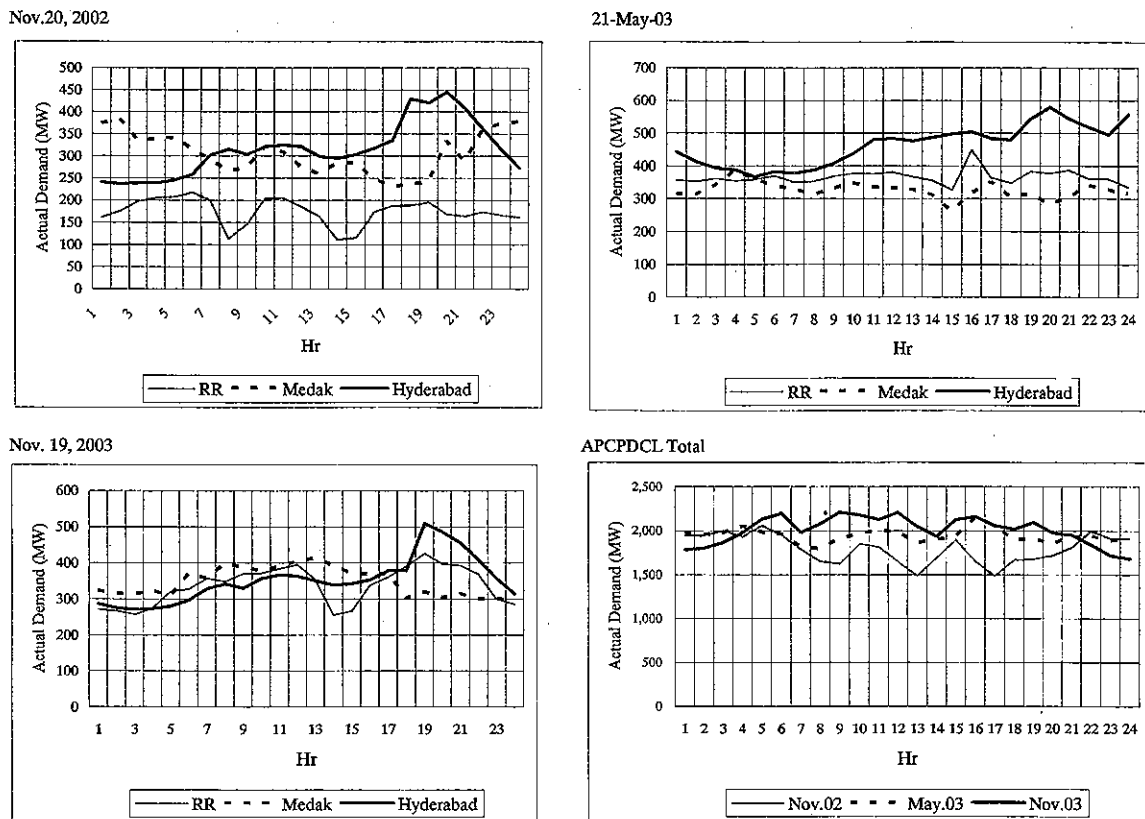 Nov.20, 2002
Actual Demand (MW)
500
450
400
350
300
250
200
150
100
50
0
1 3 5 7 9 11 13 15 17 19 21 23
Hr
RR Medak Hyderabad
21-May-03
Actual Demand (MW)
700
600
500
400
300
200
100
0
1 2 3 4 5 6 7 8 9 10 11 12 13 14 15 16 17 18 19 20 21 22 23 24
Hr
RR Medak Hyderabad
Nov. 19, 2003
Actual Demand (MW)
600
500
400
300
200
100
0
1 3 5 7 9 11 13 15 17 19 21 23
Hr
RR Medak Hyderabad
APCPDCL Total
Actual Demand (MW)
2,500
2,000
1,500
1,000
500
0
1 2 3 4 5 6 7 8 9 10 11 12 13 14 15 16 17 18 19 20 21 22 23 24
Hr
Nov.02 May.03 Nov.03